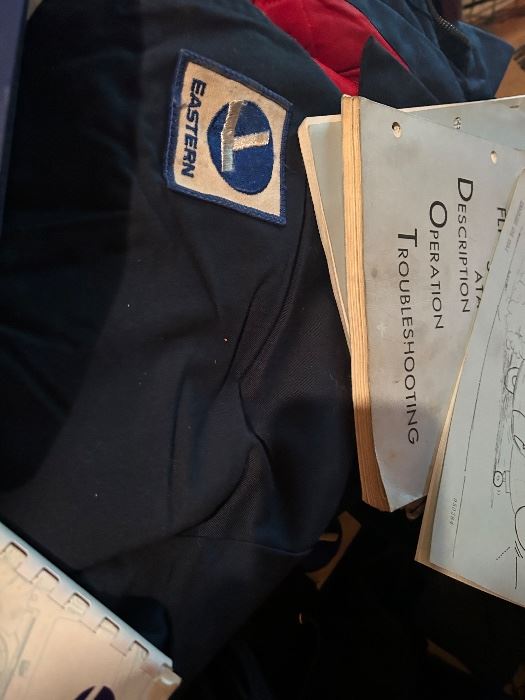 EASTERN
DESCRIPTION
OPERATION
TROUBLESHOOTING